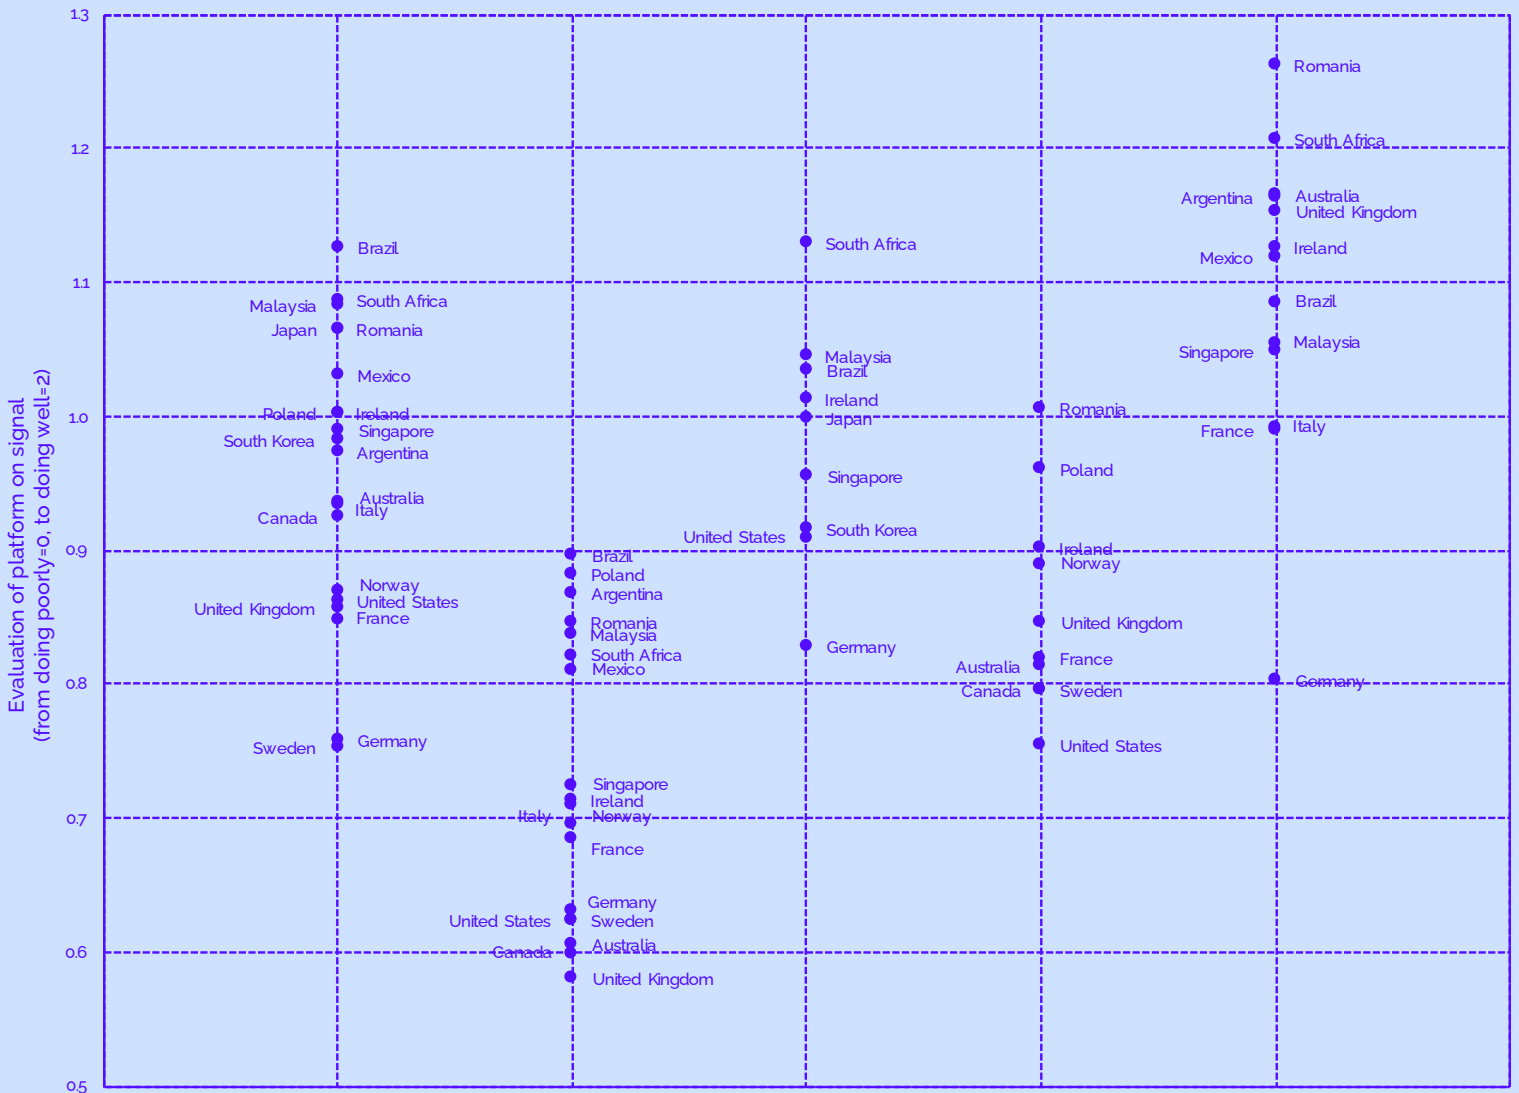 Evaluation of platform on signal
(from doing poorly=0, to doing well=2)
1.3
1.2
1.1
1.0
0.9
0.8
0.7
0.6
0.5
Brazil
South Africa
Malaysia
Japan
Romania
Mexico
Poland
Ireland
Singapore
South Korea
Argentina
Australia
Italy
Canada
Norway
United States
United Kingdom
France
Germany
Sweden
Brazil
Poland
Argentina
Romania
Malaysia
South Africa
Mexico
Singapore
Ireland
Italy
Norway
France
Germany
United States
Sweden
Australia
Canada
United Kingdom
South Africa
Malaysia
Brazil
Ireland
Japan
Singapore
South Korea
United States
Germany
Romania
Poland
Ireland
Norway
United Kingdom
France
Australia
Canada
Sweden
United States
Romania
South Africa
Argentina
Australia
United Kingdom
Ireland
Mexico
Brazil
Malaysia
Singapore
Italy
France
Germany